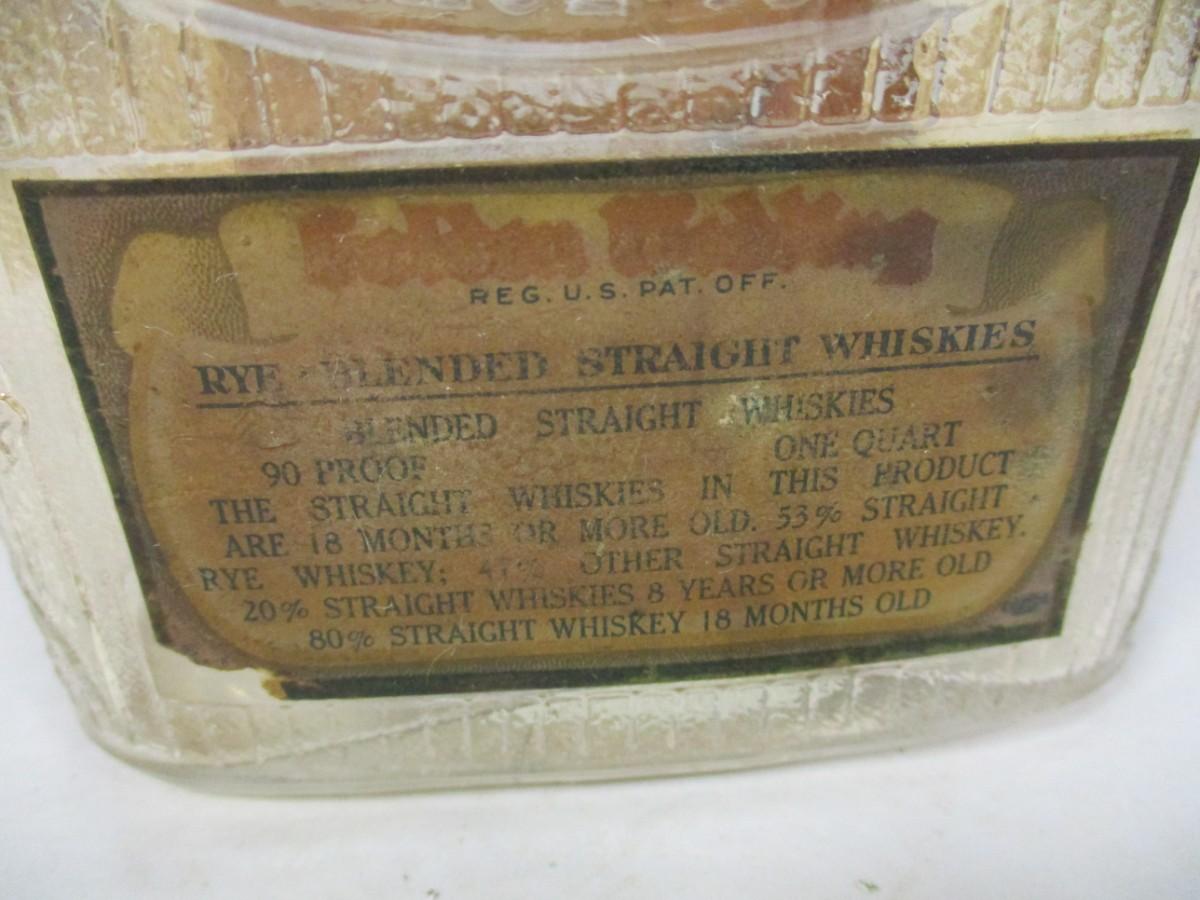 REG. U.S. PAT. OFF.
RYE BLENDED STRAIGHT WHISKIES
BLENDED STRAIGHT WHISKIES
90 PROOF ONE QUART
THE STRAIGHT WHISKIES IN THIS PRODUCT
ARE 18 MONTHS OR MORE OLD. 53% STRAIGHT
RYE WHISKEY; 47% OTHER STRAIGHT WHISKEY.
20% STRAIGHT WHISKIES 8 YEARS OR MORE OLD
80% STRAIGHT WHISKEY 18 MONTHS OLD